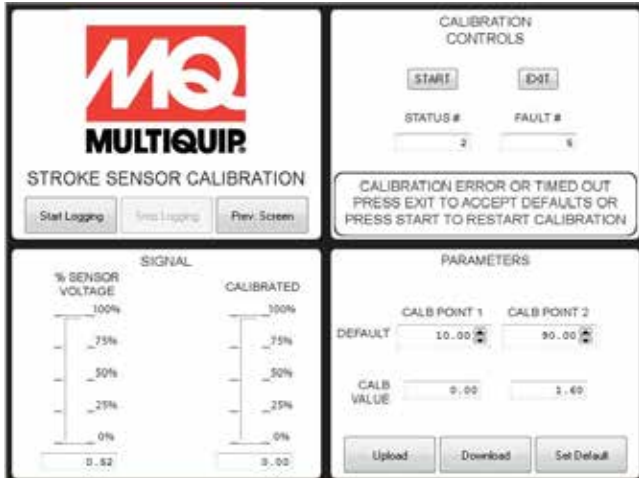 MQ
MULTIQUIP.
STROKE SENSOR CALIBRATION
Start Logging
Stop Logging
Prev. Screen
CALIBRATION
CONTROLS
START
EXIT
STATUS #
FAULT #
2
5
CALIBRATION ERROR OR TIMED OUT
PRESS EXIT TO ACCEPT DEFAULTS OR
PRESS START TO RESTART CALIBRATION
SIGNAL
% SENSOR
VOLTAGE
CALIBRATED
100%
100%
75%
75%
50%
50%
25%
25%
0%
0%
0.52
0.00
PARAMETERS
CALB POINT 1
CALB POINT 2
DEFAULT
10.00
90.00
CALB
VALUE
0.00
1.60
Upload
Download
Set Default